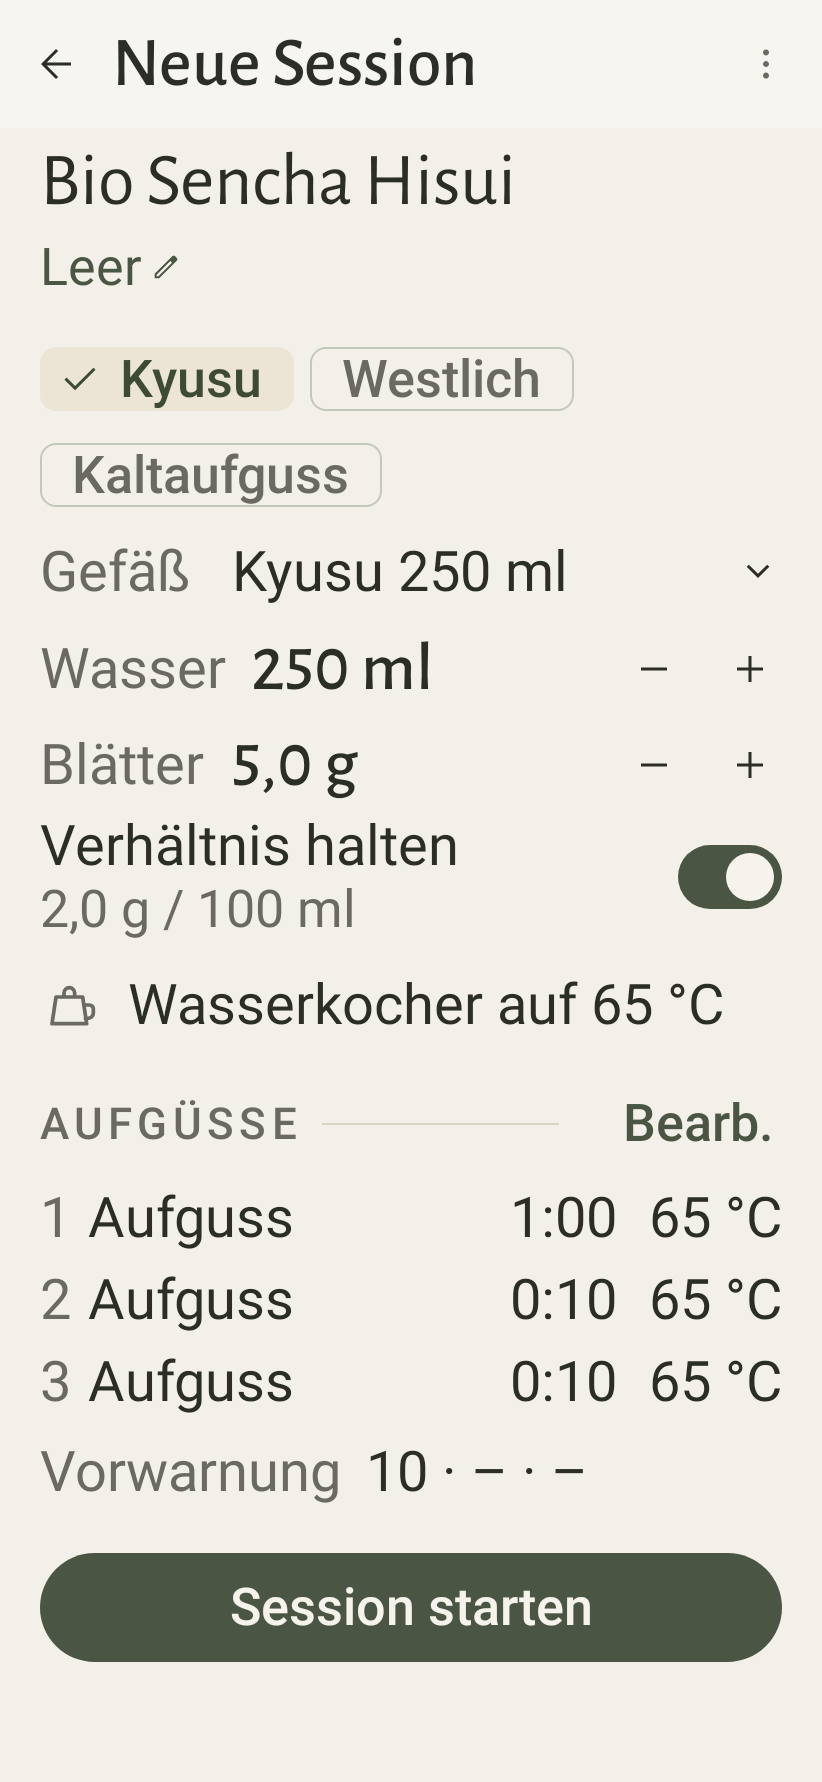 Neue Session
Bio Sencha Hisui
Leer
Kyusu Westlich
Kaltaufguss
Gefäß Kyusu 250 ml
Wasser 250 ml − +
Blätter 5,0 g − +
Verhältnis halten
2,0 g / 100 ml
Wasserkocher auf 65 °C
AUFGÜSSE Bearb.
1 Aufguss 1:00 65 °C
2 Aufguss 0:10 65 °C
3 Aufguss 0:10 65 °C
Vorwarnung 10 · – · –
Session starten